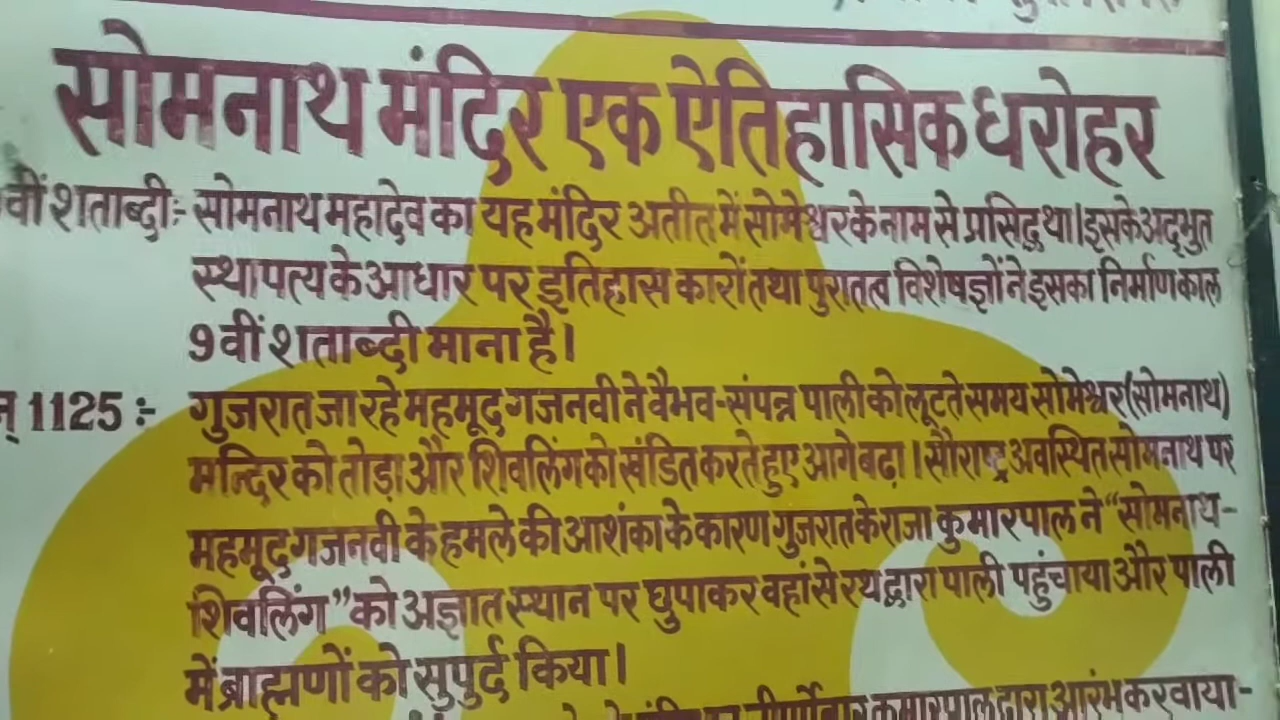 सोमनाथ मंदिर एक ऐतिहासिक धरोहर
वीं शताब्दी:- सोमनाथ महादेव का यह मंदिर अतीत में सोमेश्वर के नाम से प्रसिद्ध था। इसके अद्भुत
स्थापत्य के आधार पर इतिहास कारों तथा पुरातत्व विशेषज्ञों ने इसका निर्माण काल
9वीं शताब्दी माना है।
न् 1125 :- गुजरात जा रहे महमूद गजनवी ने वैभव-संपन्न पाली को लूटते समय सोमेश्वर (सोमनाथ)
मन्दिर को तोड़ा और शिवलिंग को खंडित करते हुए आगे बढ़ा। सौराष्ट्र अवस्थित सोमनाथ पर
महमूद गजनवी के हमले की आशंका के कारण गुजरात के राजा कुमारपाल ने "सोमनाथ-
शिवलिंग" को अज्ञात स्थान पर छुपाकर वहां से रथ द्वारा पाली पहुंचाया और पाली
में ब्राह्मणों को सुपुर्द किया।
कुमारपाल द्वारा आरंभ करवाया-